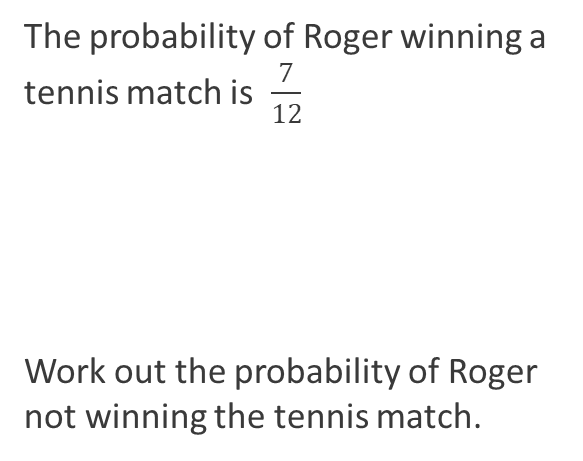 The probability of Roger winning a
tennis match is 7/12
Work out the probability of Roger
not winning the tennis match.